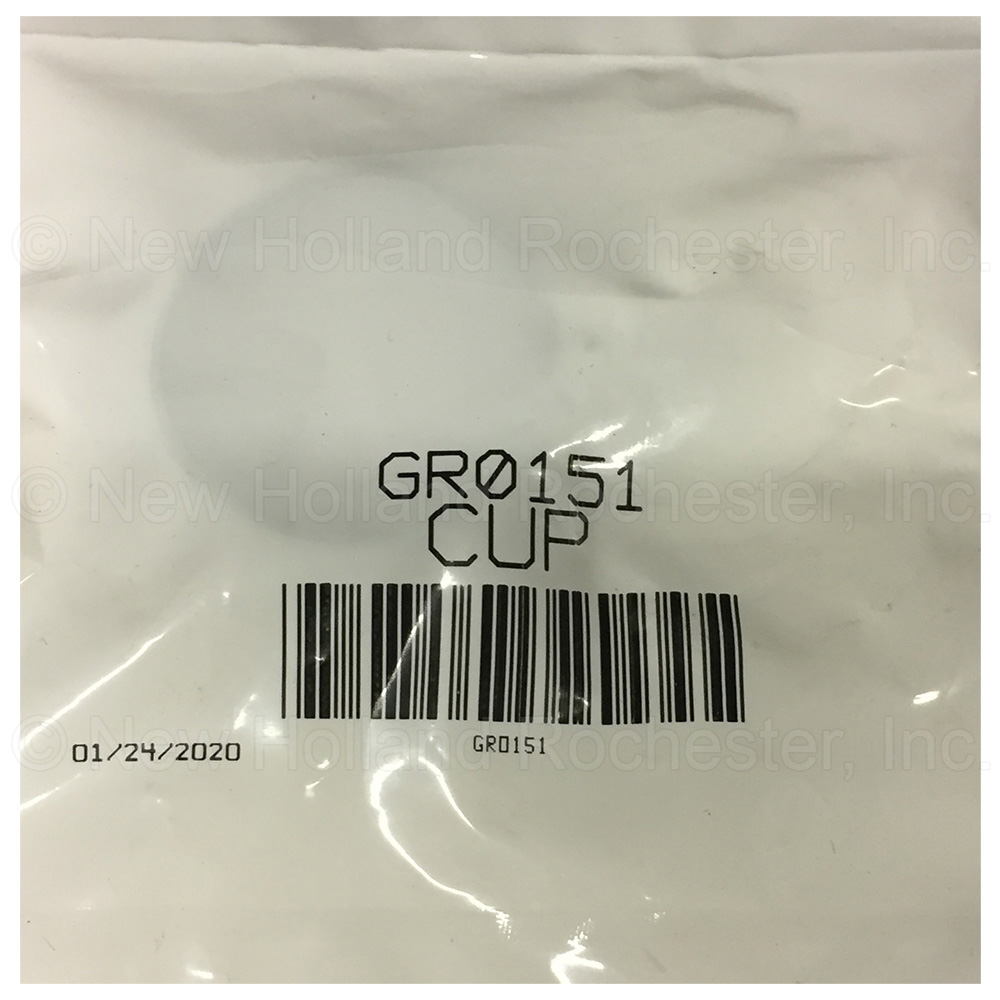 © New Holland Rochester, Inc.
GR0151
© New Holland Rochester, Inc.
CUP
01/24/2020
GR0151
© New Holland Rochester, Inc.